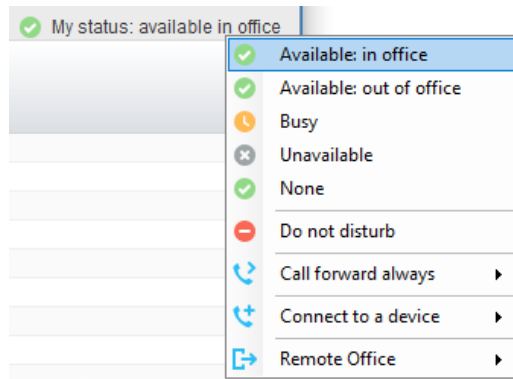 My status: available in office
Available: in office
Available: out of office
Busy
Unavailable
None
Do not disturb
Call forward always
Connect to a device
Remote Office